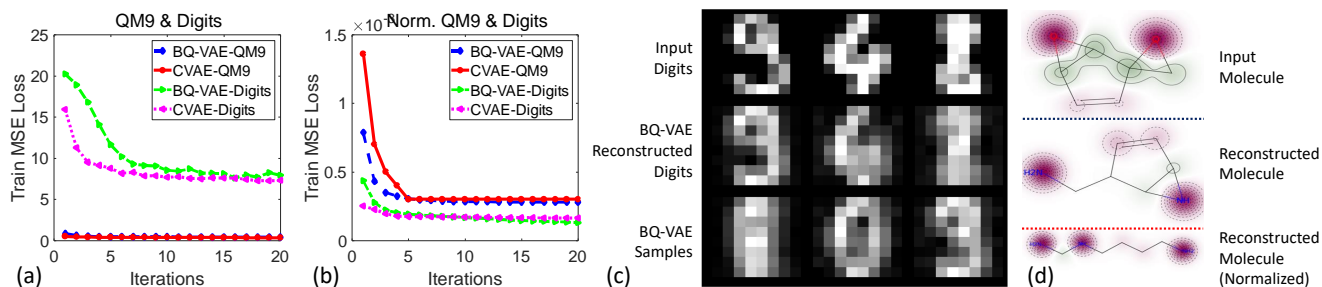 QM9 & Digits
25
20
15
10
5
0
0
5
10
15
20
Train MSE Loss
Iterations
BQ-VAE-QM9
CVAE-QM9
BQ-VAE-Digits
CVAE-Digits
(a)
Norm. QM9 & Digits
1.5
1.0
0.5
0.0
0
5
10
15
20
Train MSE Loss
Iterations
BQ-VAE-QM9
CVAE-QM9
BQ-VAE-Digits
CVAE-Digits
(b)
Input
Digits
BQ-VAE
Reconstructed
Digits
BQ-VAE
Samples
(c)
Input
Molecule
H2N
NH
Reconstructed
Molecule
Reconstructed
Molecule
(Normalized)
(d)